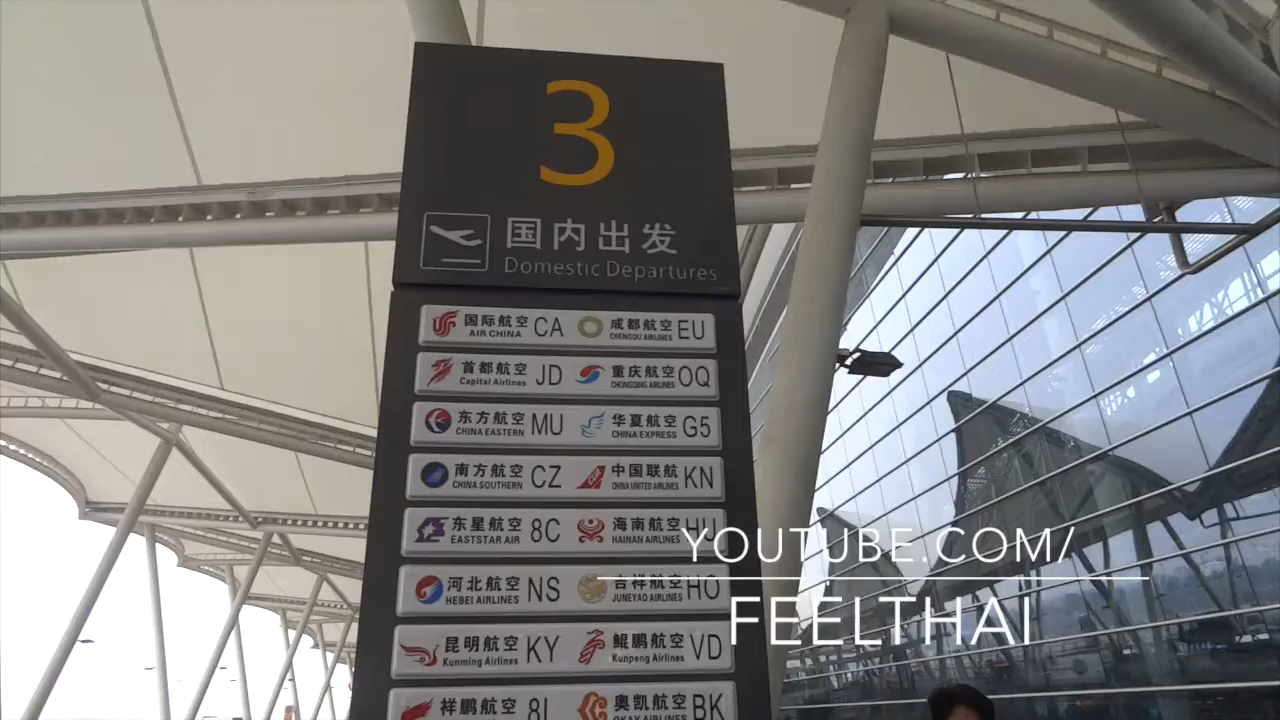 3
国内出发
Domestic Departures
国际航空 AIR CHINA CA 成都航空 CHENGDU AIRLINES EU
首都航空 Capital Airlines JD 重庆航空 CHONGQING AIRLINES OQ
东方航空 CHINA EASTERN MU 华夏航空 CHINA EXPRESS G5
南方航空 CHINA SOUTHERN CZ 中国联航 CHINA UNITED AIRLINES KN
东星航空 EASTSTAR AIR 8C 海南航空 HAINAN AIRLINES HU
河北航空 HEBEI AIRLINES NS 吉祥航空 JUNEYAO AIRLINES HO
昆明航空 Kunming Airlines KY 鲲鹏航空 Kunpeng Airlines VD
祥鹏航空 8L 奥凯航空 OKAY AIRLINES BK
YOUTUBE.COM/
FEELTHAI